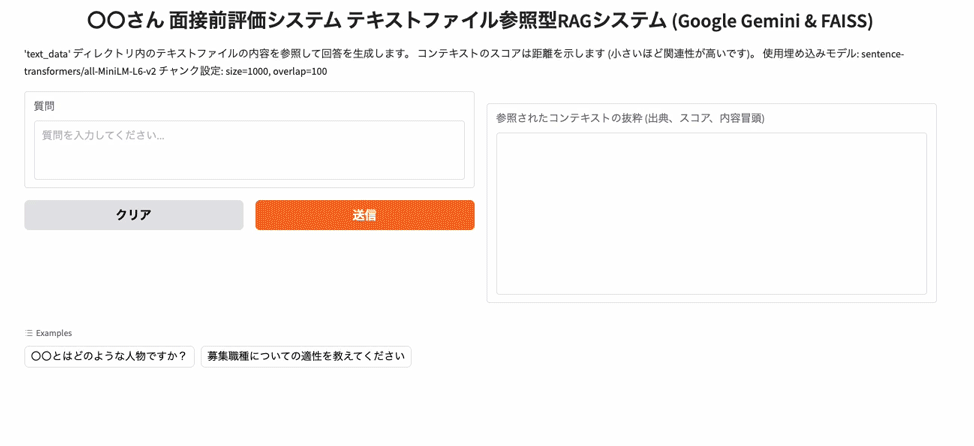 〇〇さん 面接前評価システム テキストファイル参照型RAGシステム (Google Gemini & FAISS)
'text_data' ディレクトリ内のテキストファイルの内容を参照して回答を生成します。 コンテキストのスコアは距離を示します (小さいほど関連性が高いです)。 使用埋め込みモデル: sentence-
transformers/all-MiniLM-L6-v2 チャンク設定: size=1000, overlap=100
質問
質問を入力してください...
クリア
送信
参照されたコンテキストの抜粋 (出典、スコア、内容冒頭)
Examples
〇〇とはどのような人物ですか？
募集職種についての適性を教えてください